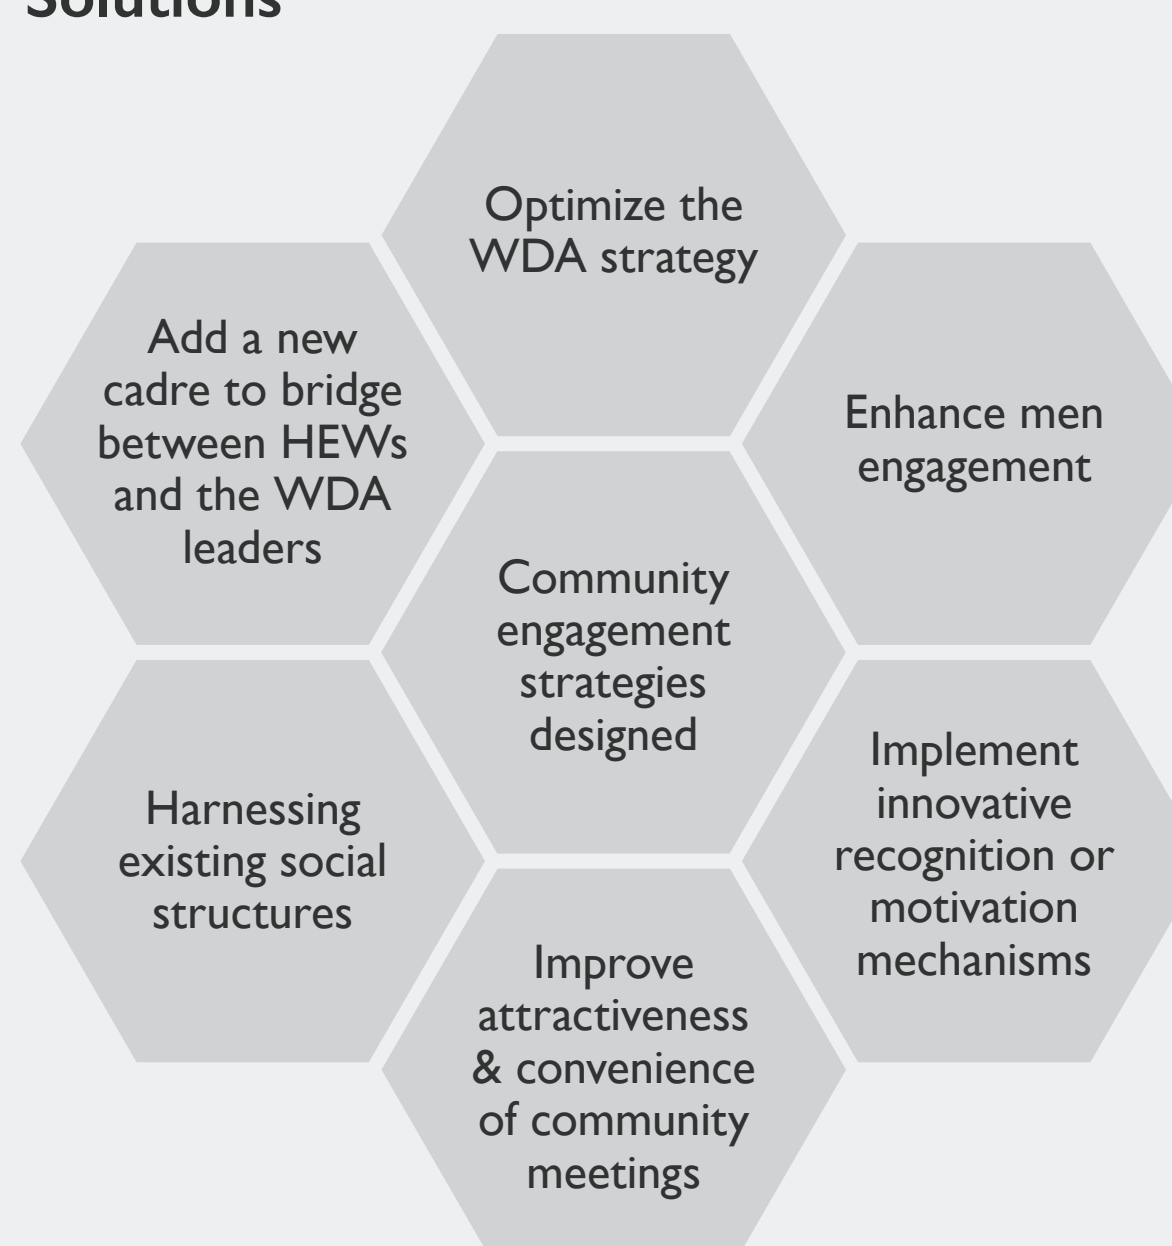 Solutions
Optimize the
WDA strategy
Add a new
cadre to bridge
between HEWs
and the WDA
leaders
Enhance men
engagement
Community
engagement
strategies
designed
Harnessing
existing social
structures
Implement
innovative
recognition or
motivation
mechanisms
Improve
attractiveness
& convenience
of community
meetings